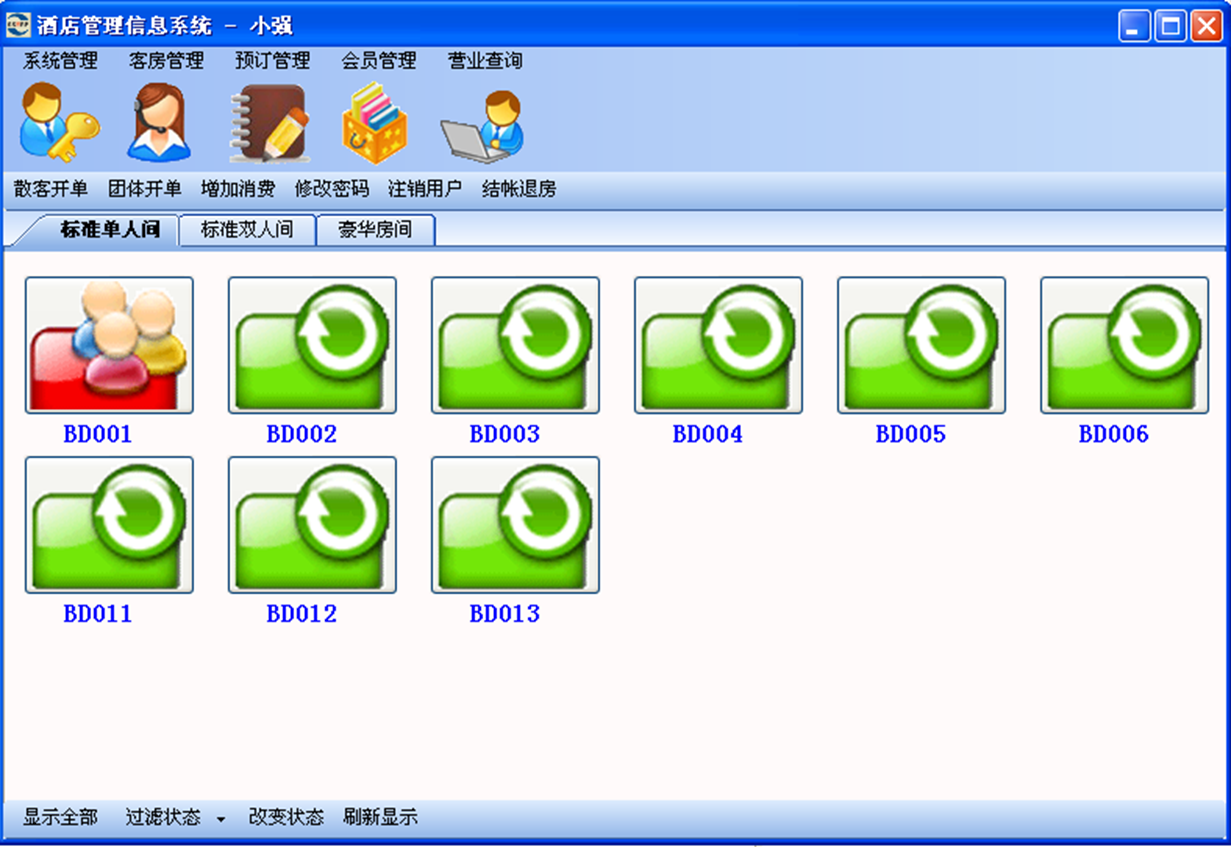 酒店管理信息系统 - 小强
系统管理 客房管理 预订管理 会员管理 营业查询
散客开单 团体开单 增加消费 修改密码 注销用户 结帐退房
标准单人间 标准双人间 豪华房间
BD001 BD002 BD003 BD004 BD005 BD006
BD011 BD012 BD013
显示全部 过滤状态 改变状态 刷新显示